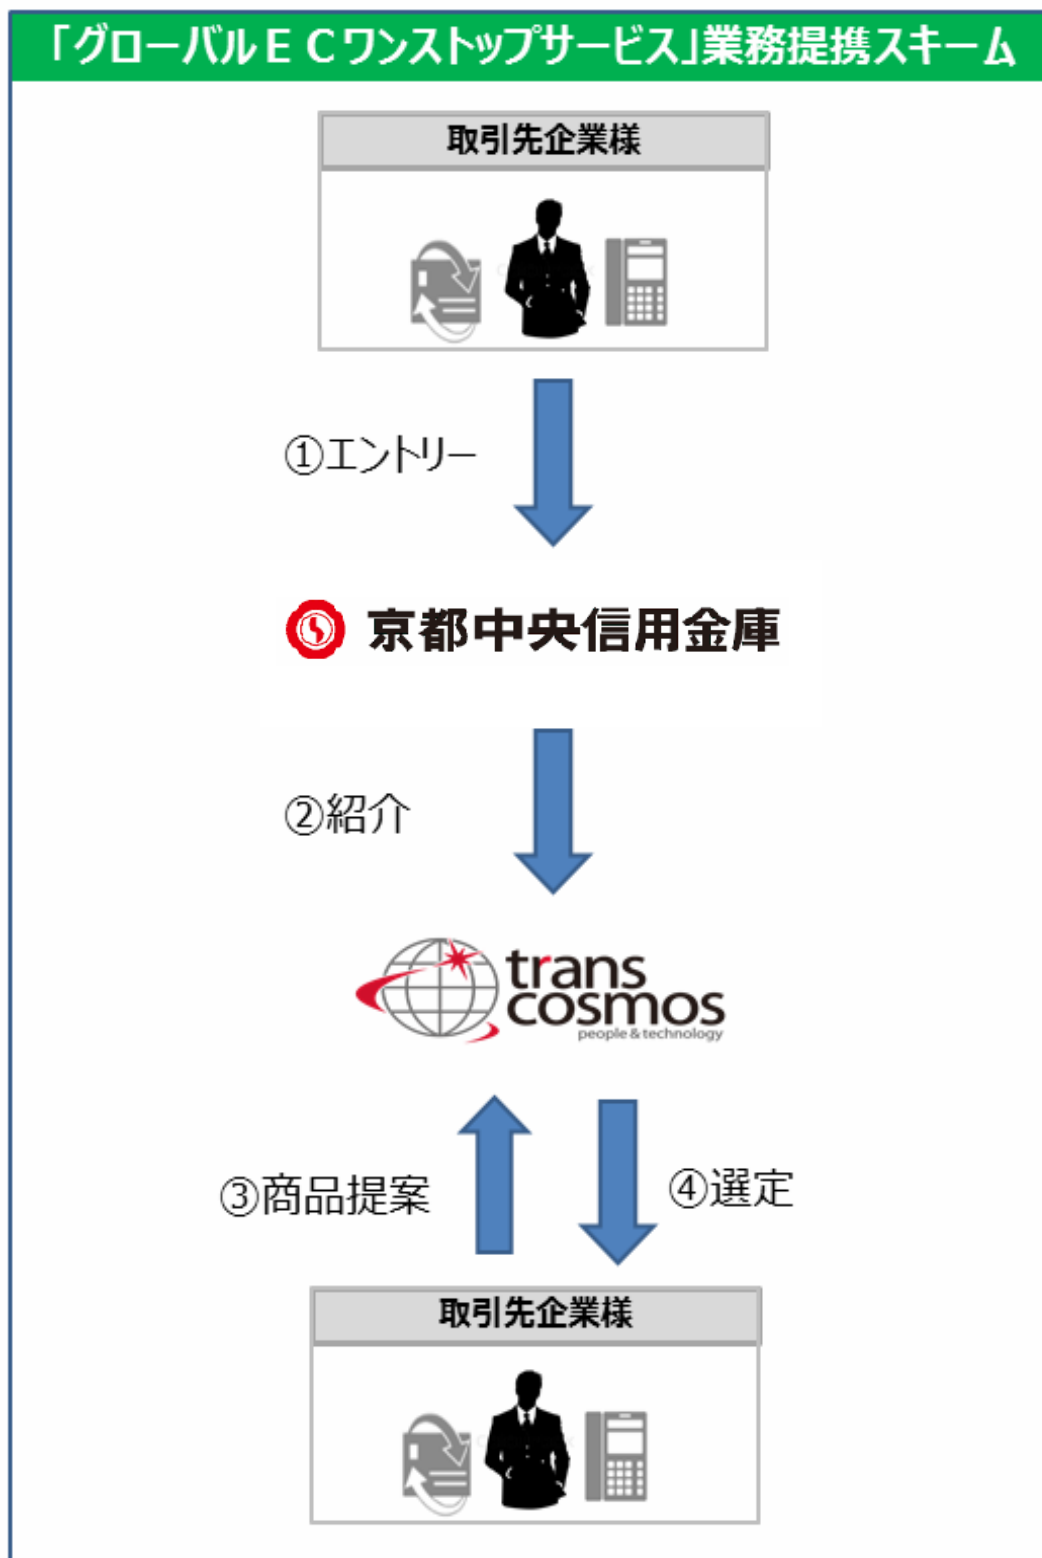 「グローバルＥＣワンストップサービス」業務提携スキーム
取引先企業様
①エントリー
京都中央信用金庫
②紹介
trans
cosmos
people & technology
③商品提案
④選定
取引先企業様